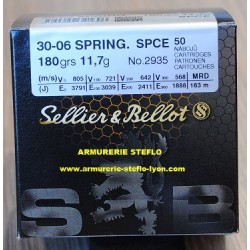 30-06 SPRING. SPCE 50
180grs 11,7g No.2935
NÁBOJŮ
CARTRIDGES
PATRONEN
CARTOUCHES
(m/s) V0 805 V100 721 V200 642 V300 568 MRD
(J) E0 3791 E100 3039 E200 2411 E300 1888 163 m
Sellier & Bellot
ARMURERIE STEFLO
www.armurerie-steflo-lyon.com
S&B